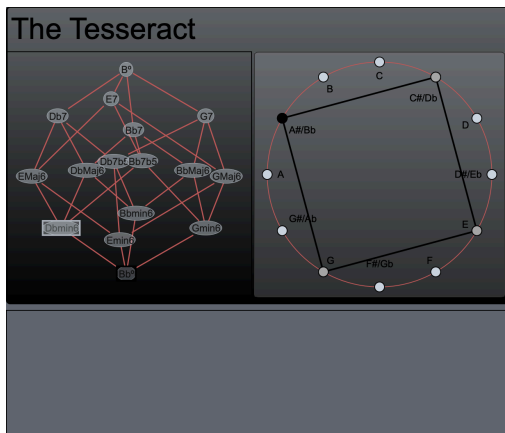 The Tesseract
Bº
E7
Db7
G7
Bb7
Db7b5
Bb7b5
EMaj6
DbMaj6
BbMaj6
GMaj6
Bbmin6
Dbmin6
Emin6
Gmin6
Bbº
C
B
C#/Db
A#/Bb
D
A
D#/Eb
G#/Ab
E
G
F#/Gb
F